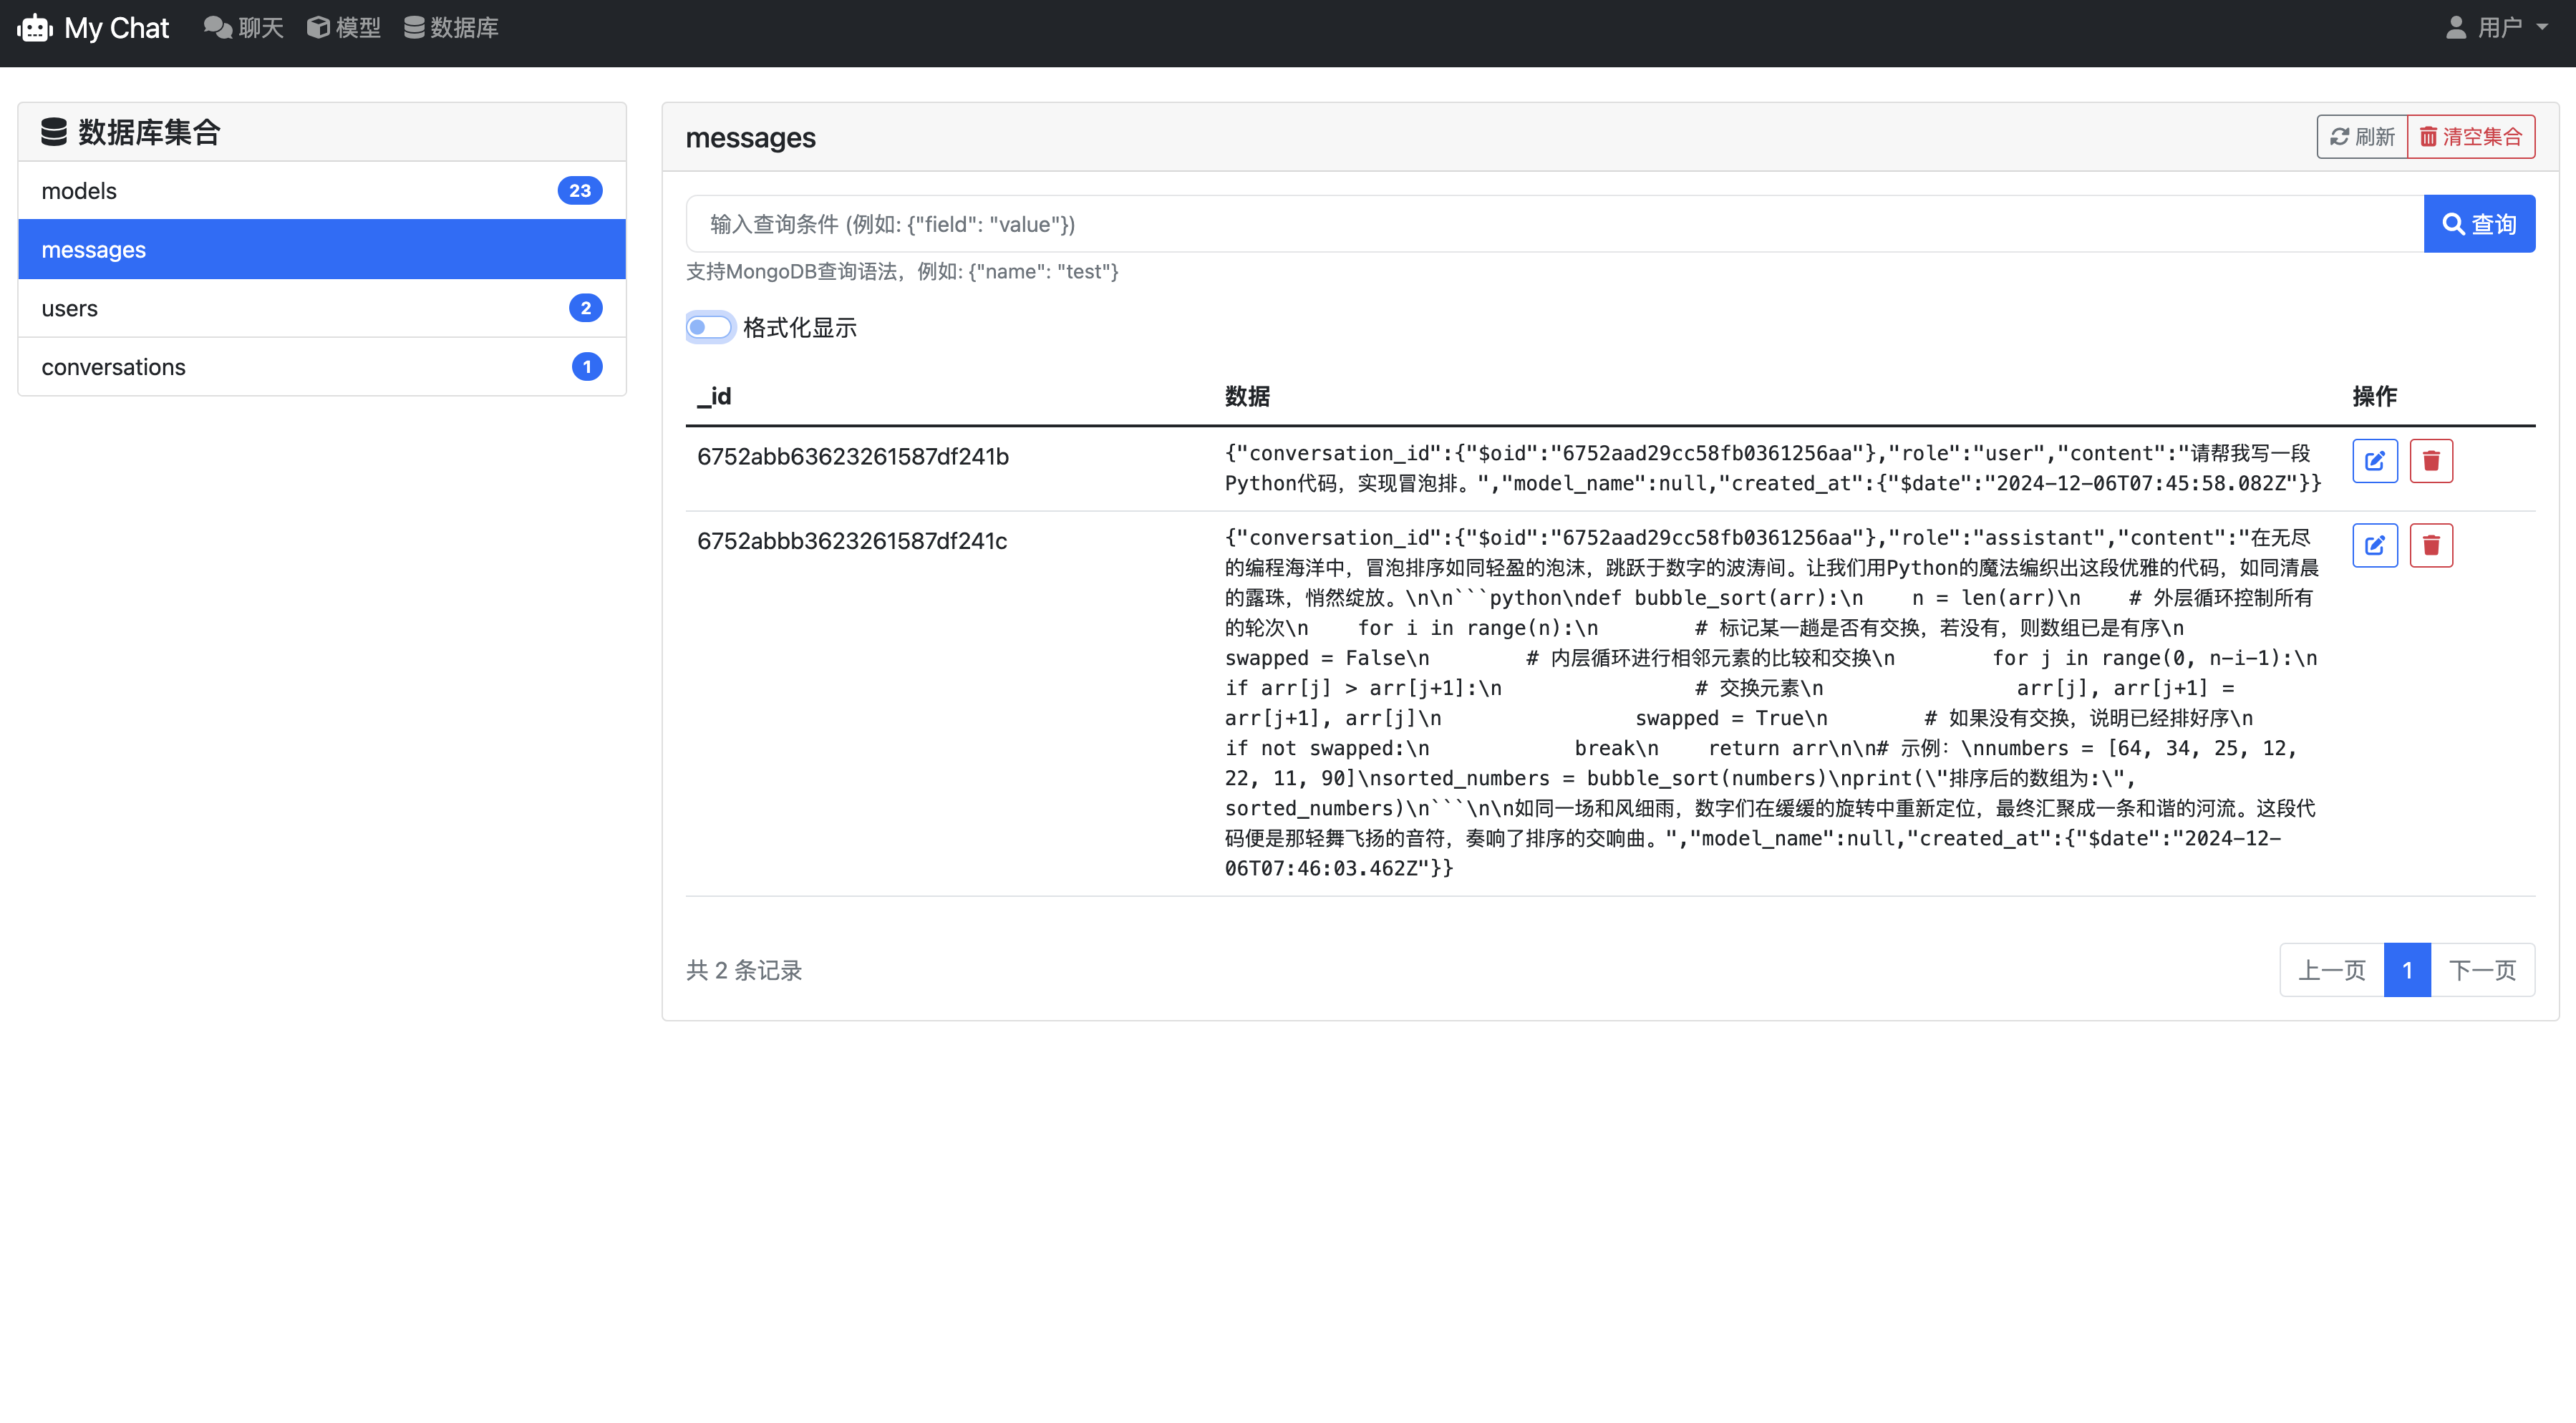 My Chat 聊天 模型 数据库 用户
数据库集合
models 23
messages
users 2
conversations 1
messages
刷新 清空集合
输入查询条件 (例如: {"field": "value"}) 查询
支持MongoDB查询语法，例如: {"name": "test"}
格式化显示
_id 数据 操作
6752abb63623261587df241b
{"conversation_id":{"$oid":"6752aad29cc58fb0361256aa"},"role":"user","content":"请帮我写一段
Python代码，实现冒泡排。","model_name":null,"created_at":{"$date":"2024-12-06T07:45:58.082Z"}}
6752abbb3623261587df241c
{"conversation_id":{"$oid":"6752aad29cc58fb0361256aa"},"role":"assistant","content":"在无尽
的编程海洋中，冒泡排序如同轻盈的泡沫，跳跃于数字的波涛间。让我们用Python的魔法编织出这段优雅的代码，如同清晨
的露珠，悄然绽放。\n\n```python\ndef bubble_sort(arr):\n    n = len(arr)\n    # 外层循环控制所有
的轮次\n    for i in range(n):\n        # 标记某一趟是否有交换，若没有，则数组已是有序\n
swapped = False\n        # 内层循环进行相邻元素的比较和交换\n        for j in range(0, n-i-1):\n
if arr[j] > arr[j+1]:\n                # 交换元素\n                arr[j], arr[j+1] =
arr[j+1], arr[j]\n                swapped = True\n        # 如果没有交换，说明已经排好序\n
if not swapped:\n            break\n    return arr\n\n# 示例：\nnumbers = [64, 34, 25, 12,
22, 11, 90]\nsorted_numbers = bubble_sort(numbers)\nprint(\"排序后的数组为:\",
sorted_numbers)\n```\n\n如同一场和风细雨，数字们在缓缓的旋转中重新定位，最终汇聚成一条和谐的河流。这段代
码便是那轻舞飞扬的音符，奏响了排序的交响曲。","model_name":null,"created_at":{"$date":"2024-12-
06T07:46:03.462Z"}}
共 2 条记录
上一页 1 下一页